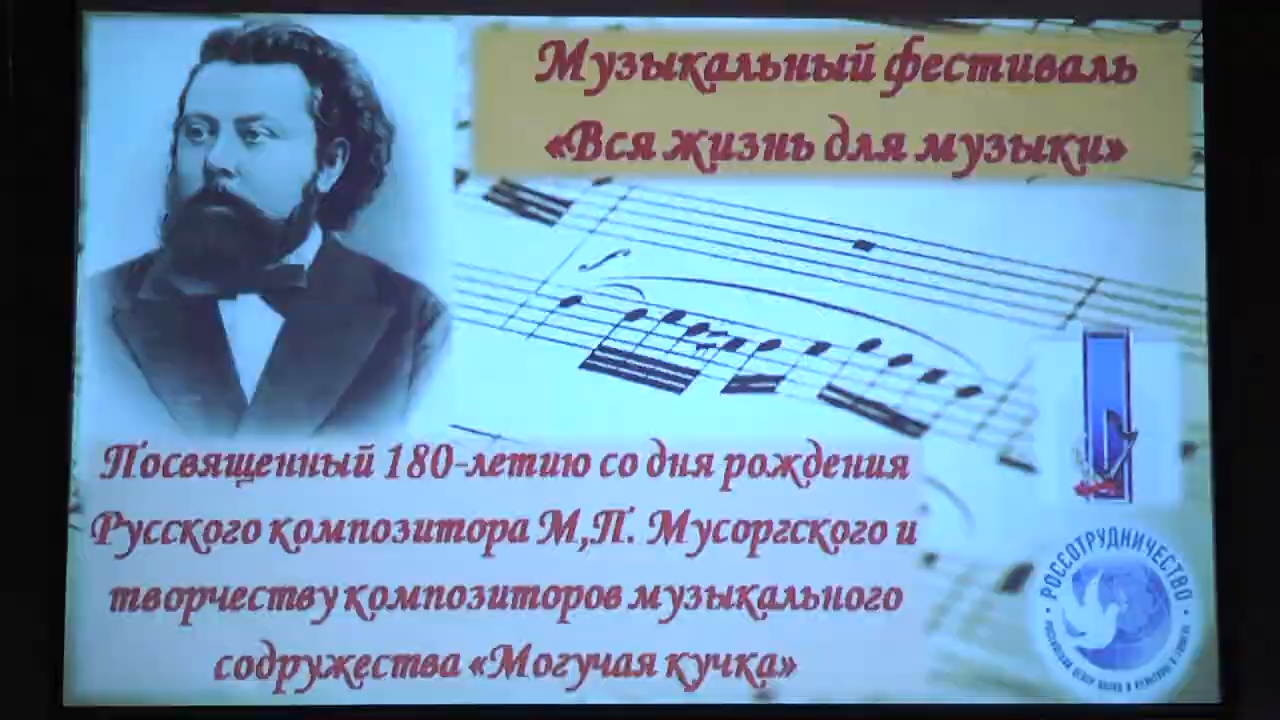 Музыкальный фестиваль
«Вся жизнь для музыки»
Посвященный 180-летию со дня рождения
Русского композитора М,П. Мусоргского и
творчеству композиторов музыкального
содружества «Могучая кучка»
РОССОТРУДНИЧЕСТВО